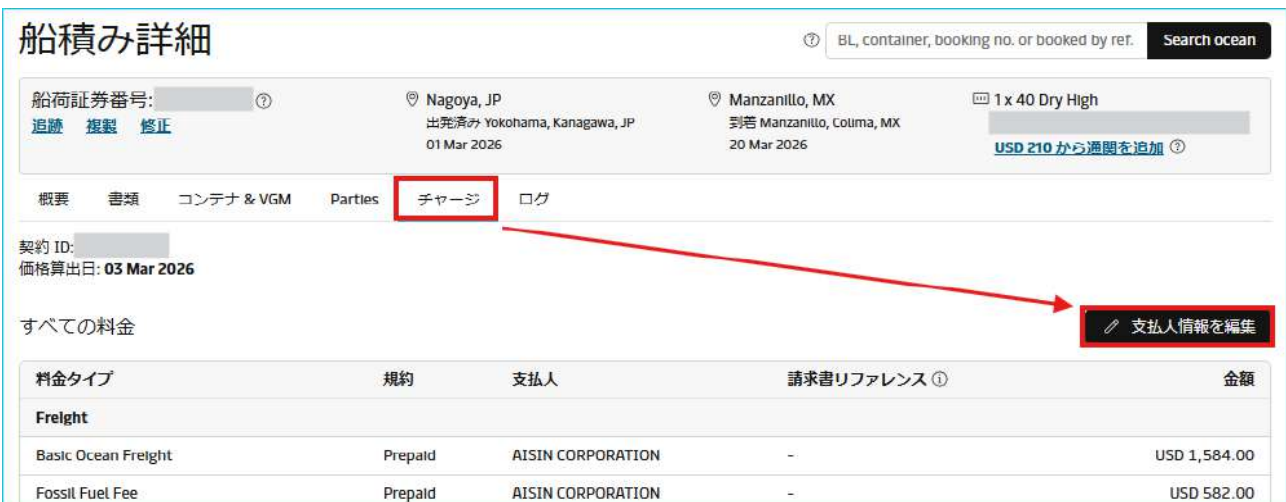 船積み詳細
BL, container, booking no. or booked by ref.
Search ocean
船荷証券番号:
追跡 複製 修正
Nagoya, JP
出発済み Yokohama, Kanagawa, JP
01 Mar 2026
Manzanillo, MX
到着 Manzanillo, Colima, MX
20 Mar 2026
1 x 40 Dry High
USD 210 から通関を追加
概要 書類 コンテナ & VGM Parties チャージ ログ
契約 ID:
価格算出日: 03 Mar 2026
すべての料金
支払人情報を編集
料金タイプ 規約 支払人 請求書リファレンス 金額
Freight
Basic Ocean Freight Prepaid AISIN CORPORATION - USD 1,584.00
Fossil Fuel Fee Prepaid AISIN CORPORATION - USD 582.00